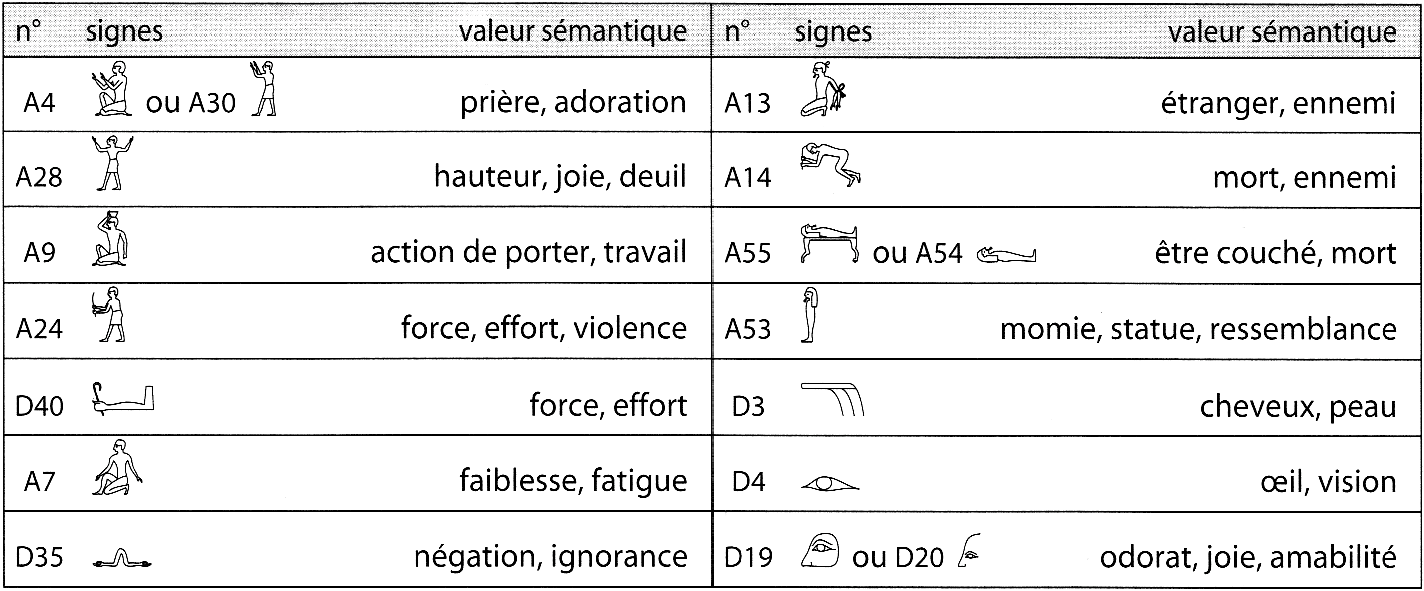 n° signes valeur sémantique n° signes valeur sémantique
A4 ou A30 prière, adoration A13 étranger, ennemi
A28 hauteur, joie, deuil A14 mort, ennemi
A9 action de porter, travail A55 ou A54 être couché, mort
A24 force, effort, violence A53 momie, statue, ressemblance
D40 force, effort D3 cheveux, peau
A7 faiblesse, fatigue D4 œil, vision
D35 négation, ignorance D19 ou D20 odorat, joie, amabilité